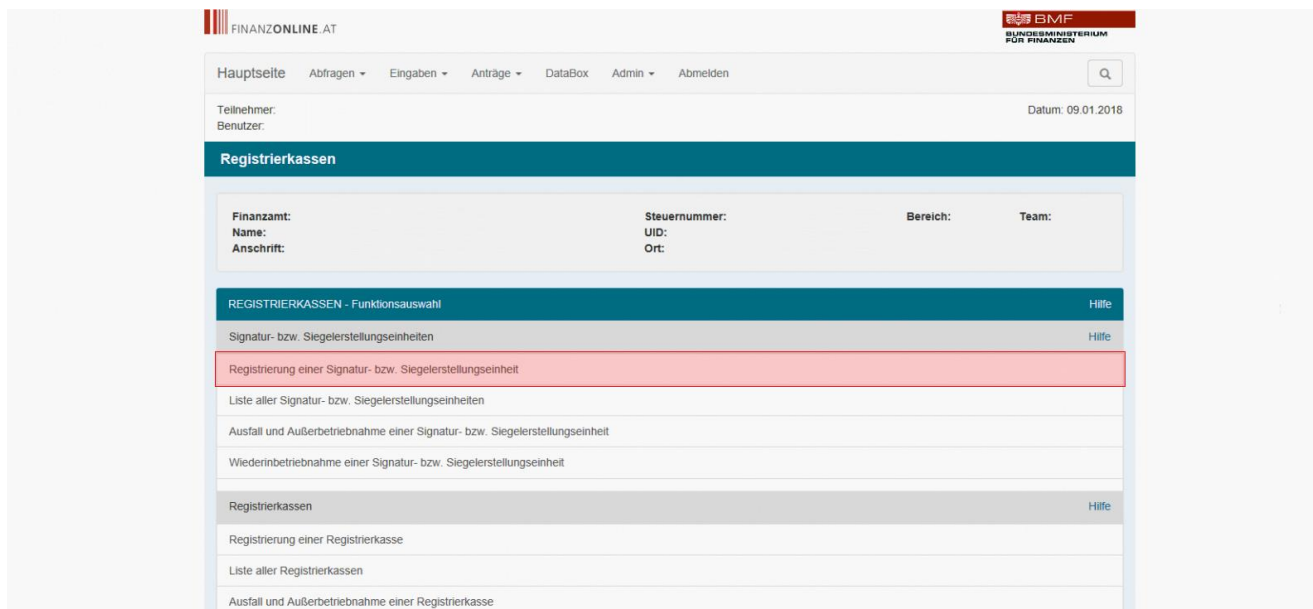 FINANZONLINE.AT
BMF
BUNDESMINISTERIUM
FÜR FINANZEN
Hauptseite Abfragen Eingaben Anträge DataBox Admin Abmelden
Teilnehmer: Datum: 09.01.2018
Benutzer:
Registrierkassen
Finanzamt: Steuernummer: Bereich: Team:
Name: UID:
Anschrift: Ort:
REGISTRIERKASSEN - Funktionsauswahl Hilfe
Signatur- bzw. Siegelerstellungseinheiten Hilfe
Registrierung einer Signatur- bzw. Siegelerstellungseinheit
Liste aller Signatur- bzw. Siegelerstellungseinheiten
Ausfall und Außerbetriebnahme einer Signatur- bzw. Siegelerstellungseinheit
Wiederinbetriebnahme einer Signatur- bzw. Siegelerstellungseinheit
Registrierkassen Hilfe
Registrierung einer Registrierkasse
Liste aller Registrierkassen
Ausfall und Außerbetriebnahme einer Registrierkasse